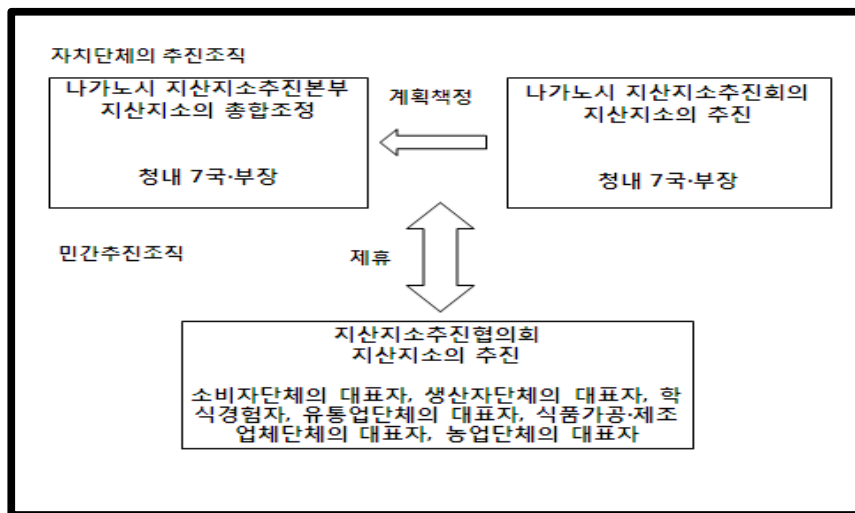 자치단체의 추진조직
나가노시 지산지소추진본부
지산지소의 총합조정
청내 7국·부장
계획책정
나가노시 지산지소추진회의
지산지소의 추진
청내 7국·부장
민간추진조직
제휴
지산지소추진협의회
지산지소의 추진
소비자단체의 대표자, 생산자단체의 대표자, 학
식경험자, 유통업단체의 대표자, 식품가공·제조
업체단체의 대표자, 농업단체의 대표자